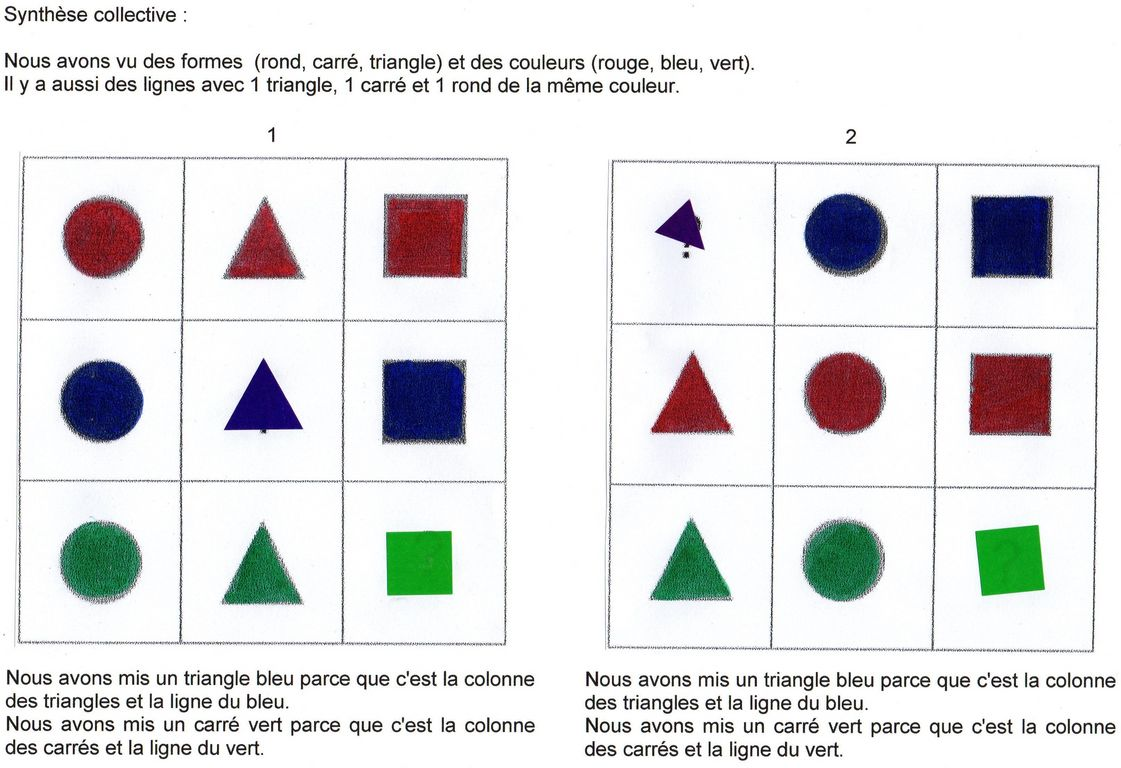 Synthèse collective :
Nous avons vu des formes (rond, carré, triangle) et des couleurs (rouge, bleu, vert).
Il y a aussi des lignes avec 1 triangle, 1 carré et 1 rond de la même couleur.
1
2
Nous avons mis un triangle bleu parce que c'est la colonne
des triangles et la ligne du bleu.
Nous avons mis un carré vert parce que c'est la colonne
des carrés et la ligne du vert.
Nous avons mis un triangle bleu parce que c'est la colonne
des triangles et la ligne du bleu.
Nous avons mis un carré vert parce que c'est la colonne
des carrés et la ligne du vert.